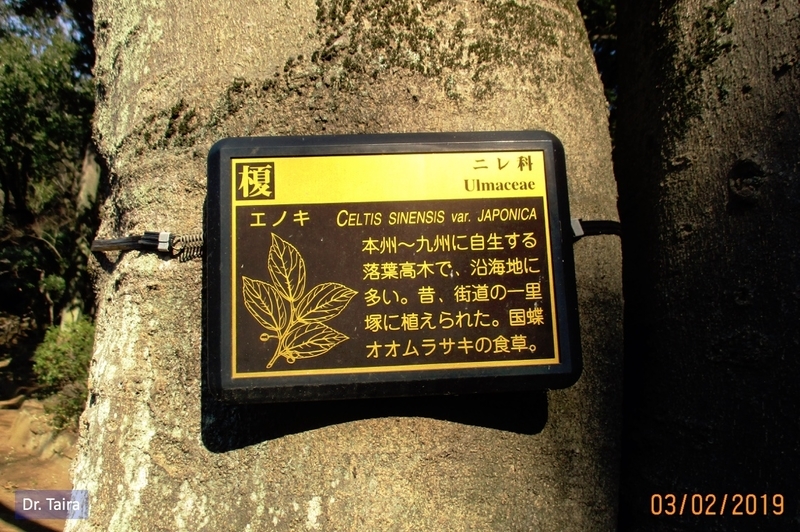 榎
ニレ科
Ulmaceae
エノキ CELTIS SINENSIS var. JAPONICA
本州〜九州に自生する
落葉高木で、沿海地に
多い。昔、街道の一里
塚に植えられた。国蝶
オオムラサキの食草。
Dr. Taira
03/02/2019